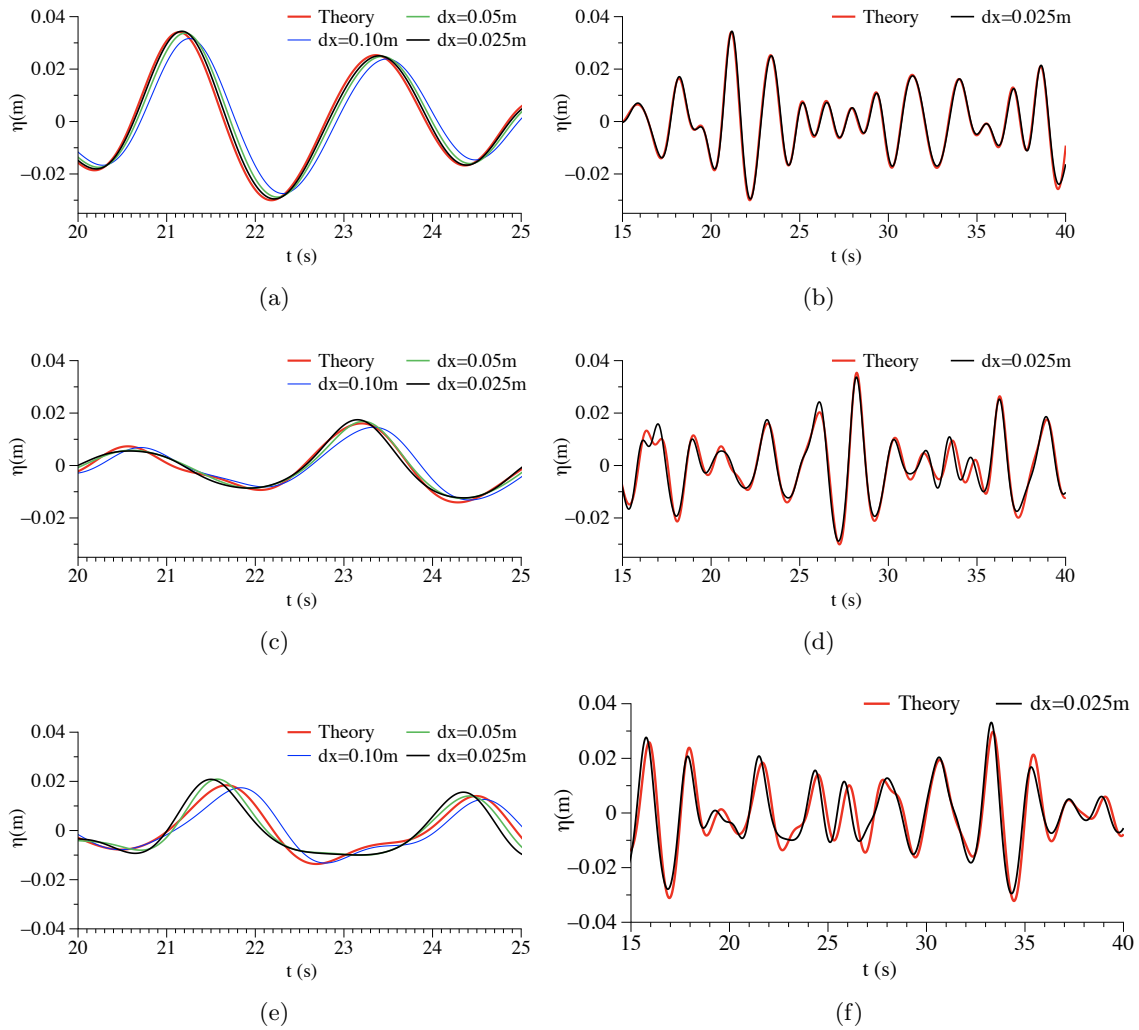 0.04
0.02
0
−0.02
η(m)
Theory
dx=0.05m
dx=0.10m
dx=0.025m
20 21 22 23 24 25
t (s)
(a)
0.04
0.02
0
−0.02
η(m)
Theory
dx=0.025m
15 20 25 30 35 40
t (s)
(b)
0.04
0.02
0
−0.02
η(m)
Theory
dx=0.05m
dx=0.10m
dx=0.025m
20 21 22 23 24 25
t (s)
(c)
0.04
0.02
0
−0.02
η(m)
Theory
dx=0.025m
15 20 25 30 35 40
t (s)
(d)
0.04
0.02
0
−0.02
−0.04
η(m)
Theory
dx=0.05m
dx=0.10m
dx=0.025m
20 21 22 23 24 25
t (s)
(e)
0.04
0.02
0
−0.02
−0.04
η(m)
Theory
dx=0.025m
15 20 25 30 35 40
t (s)
(f)